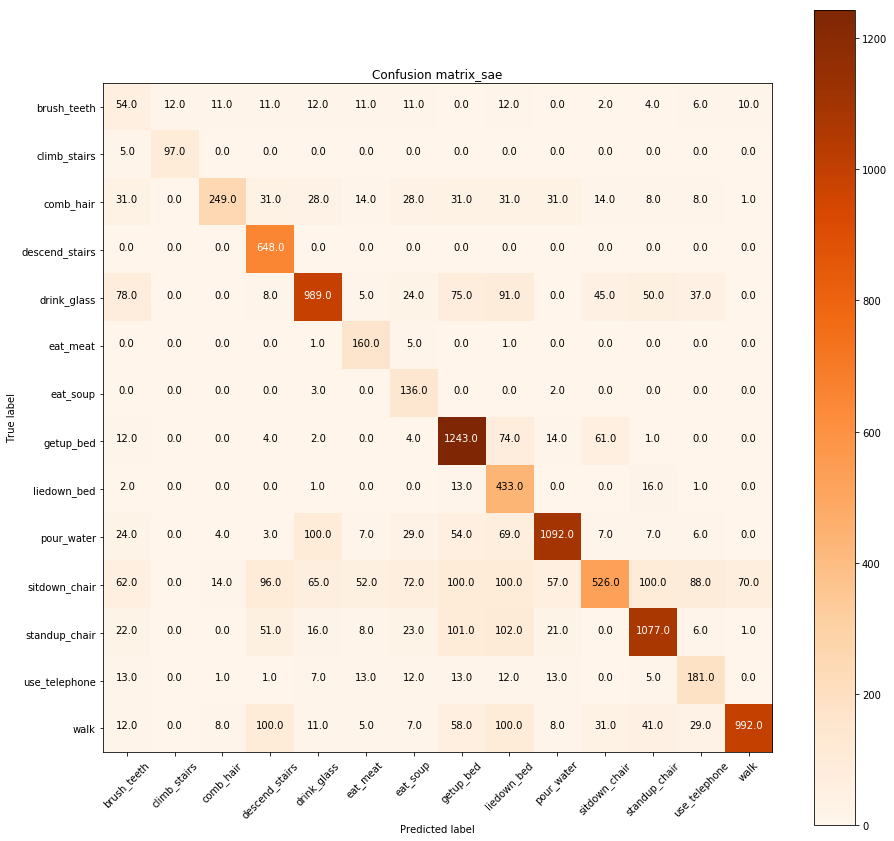 Confusion matrix_sae
brush_teeth 54.0 12.0 11.0 11.0 12.0 11.0 11.0 0.0 12.0 0.0 2.0 4.0 6.0 10.0
climb_stairs 5.0 97.0 0.0 0.0 0.0 0.0 0.0 0.0 0.0 0.0 0.0 0.0 0.0 0.0
comb_hair 31.0 0.0 249.0 31.0 28.0 14.0 28.0 31.0 31.0 31.0 14.0 8.0 8.0 1.0
descend_stairs 0.0 0.0 0.0 648.0 0.0 0.0 0.0 0.0 0.0 0.0 0.0 0.0 0.0 0.0
drink_glass 78.0 0.0 0.0 8.0 989.0 5.0 24.0 75.0 91.0 0.0 45.0 50.0 37.0 0.0
eat_meat 0.0 0.0 0.0 0.0 1.0 160.0 5.0 0.0 1.0 0.0 0.0 0.0 0.0 0.0
eat_soup 0.0 0.0 0.0 0.0 3.0 0.0 136.0 0.0 0.0 2.0 0.0 0.0 0.0 0.0
getup_bed 12.0 0.0 0.0 4.0 2.0 0.0 4.0 1243.0 74.0 14.0 61.0 1.0 0.0 0.0
liedown_bed 2.0 0.0 0.0 0.0 1.0 0.0 0.0 13.0 433.0 0.0 0.0 16.0 1.0 0.0
pour_water 24.0 0.0 4.0 3.0 100.0 7.0 29.0 54.0 69.0 1092.0 7.0 7.0 6.0 0.0
sitdown_chair 62.0 0.0 14.0 96.0 65.0 52.0 72.0 100.0 100.0 57.0 526.0 100.0 88.0 70.0
standup_chair 22.0 0.0 0.0 51.0 16.0 8.0 23.0 101.0 102.0 21.0 0.0 1077.0 6.0 1.0
use_telephone 13.0 0.0 1.0 1.0 7.0 13.0 12.0 13.0 12.0 13.0 0.0 5.0 181.0 0.0
walk 12.0 0.0 8.0 100.0 11.0 5.0 7.0 58.0 100.0 8.0 31.0 41.0 29.0 992.0
True label
brush_teeth climb_stairs comb_hair descend_stairs drink_glass eat_meat eat_soup getup_bed liedown_bed pour_water sitdown_chair standup_chair use_telephone walk
Predicted label
1200
1000
800
600
400
200
0